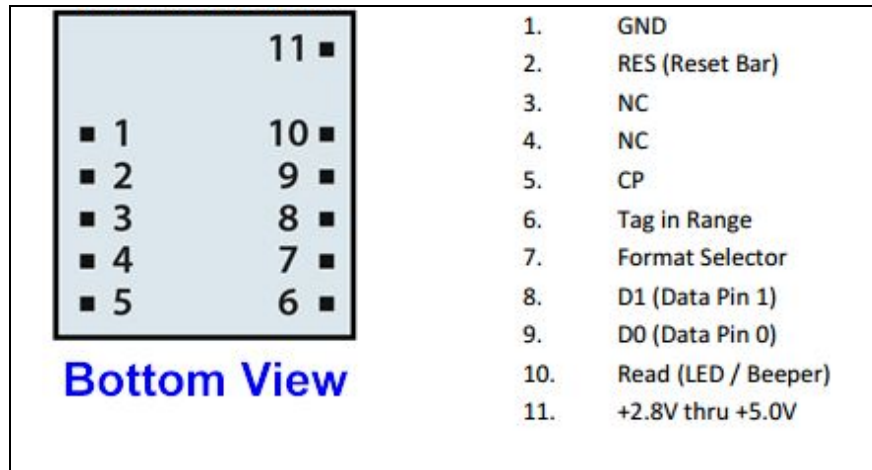 11
1 10
2 9
3 8
4 7
5 6
Bottom View
1. GND
2. RES (Reset Bar)
3. NC
4. NC
5. CP
6. Tag in Range
7. Format Selector
8. D1 (Data Pin 1)
9. D0 (Data Pin 0)
10. Read (LED / Beeper)
11. +2.8V thru +5.0V